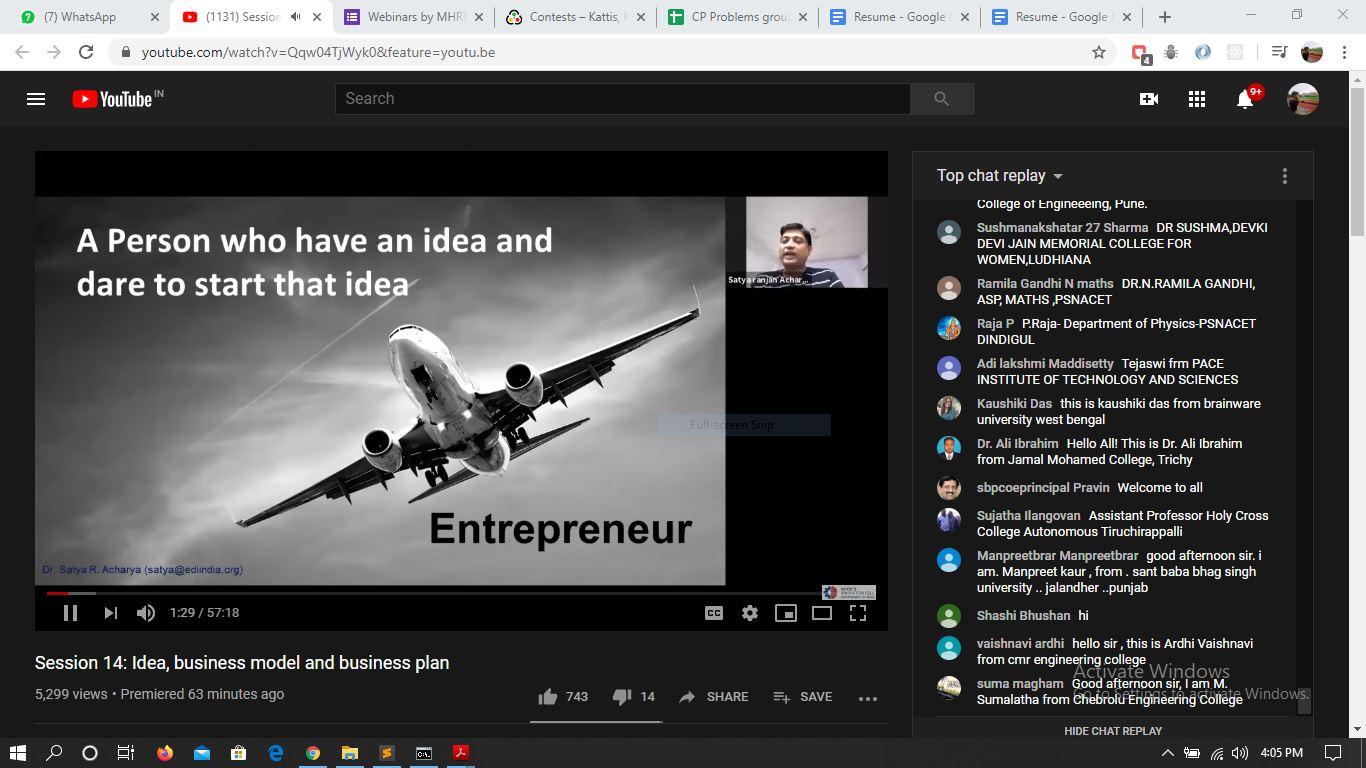 (7) WhatsApp
(1131) Session
Webinars by MHR
Contests – Kattis,
CP Problems grou
Resume - Google
Resume - Google
youtube.com/watch?v=Qqw04TjWyk0&feature=youtu.be
4
YouTube IN
Search
9+
A Person who have an idea and
dare to start that idea
Satya ranjan Achar...
Full-screen Snip
Entrepreneur
Dr. Satya R. Acharya (satya@ediindia.org)
1:29 / 57:18
CC
Session 14: Idea, business model and business plan
5,299 views • Premiered 63 minutes ago
743
14
SHARE
SAVE
Top chat replay
College of Engineeeing, Pune.
Sushmanakshatar 27 Sharma DR SUSHMA,DEVKI
DEVI JAIN MEMORIAL COLLEGE FOR
WOMEN,LUDHIANA
Ramila Gandhi N maths DR.N.RAMILA GANDHI,
ASP, MATHS ,PSNACET
Raja P P.Raja- Department of Physics-PSNACET
DINDIGUL
Adi lakshmi Maddisetty Tejaswi frm PACE
INSTITUTE OF TECHNOLOGY AND SCIENCES
Kaushiki Das this is kaushiki das from brainware
university west bengal
Dr. Ali Ibrahim Hello All! This is Dr. Ali Ibrahim
from Jamal Mohamed College, Trichy
sbpcoeprincipal Pravin Welcome to all
Sujatha Ilangovan Assistant Professor Holy Cross
College Autonomous Tiruchirappalli
Manpreetbrar Manpreetbrar good afternoon sir. i
am. Manpreet kaur , from . sant baba bhag singh
university .. jalandher ..punjab
Shashi Bhushan hi
vaishnavi ardhi hello sir , this is Ardhi Vaishnavi
from cmr engineering college
suma magham Good afternoon sir, I am M.
Sumalatha from Chebrolu Engineering College
Activate Windows
Go to Settings to activate Windows.
HIDE CHAT REPLAY
4:05 PM